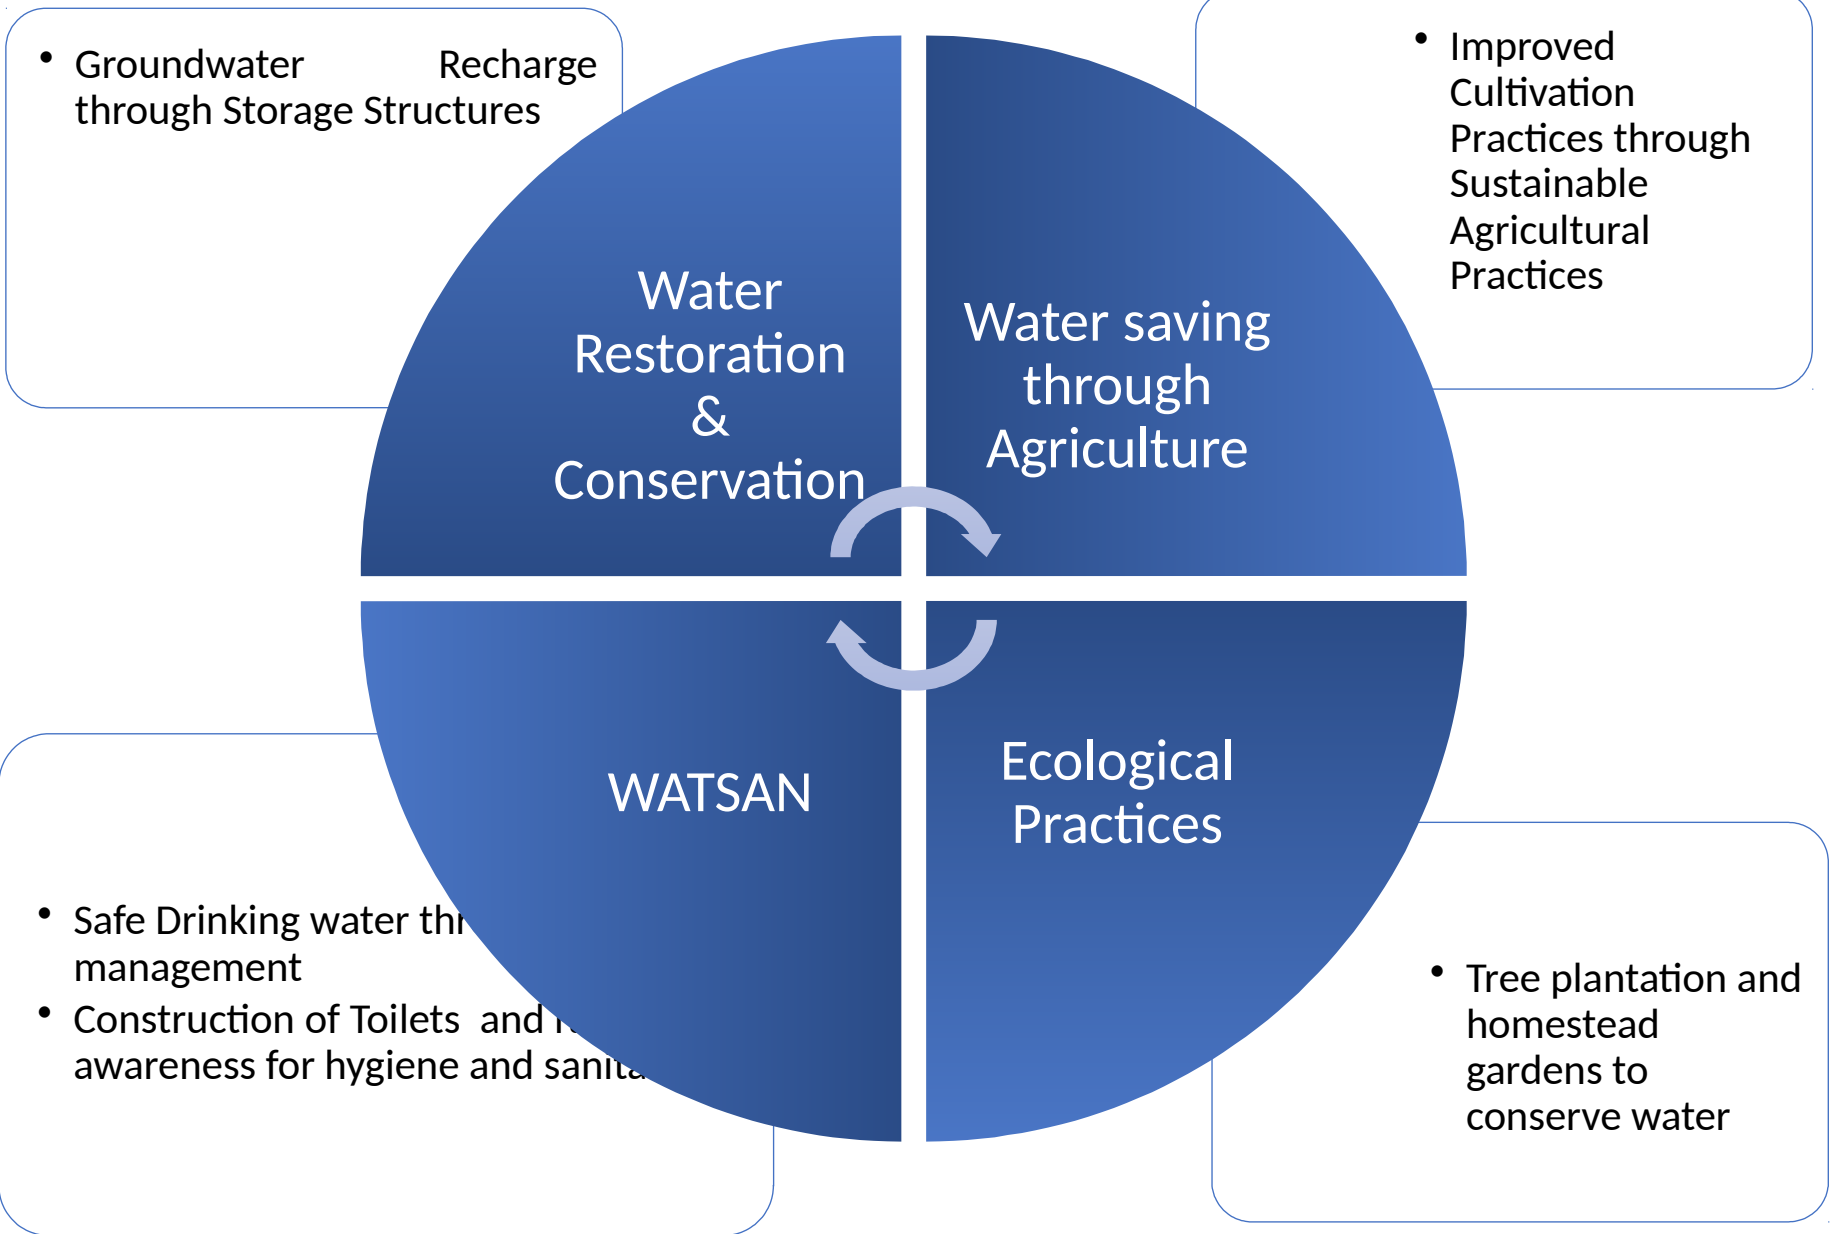 • Groundwater Recharge
through Storage Structures
• Improved
Cultivation
Practices through
Sustainable
Agricultural
Practices
Water
Restoration
&
Conservation
Water saving
through
Agriculture
WATSAN
Ecological
Practices
• Safe Drinking water
management
• Construction of Toilets and
awareness for hygiene and
• Tree plantation and
homestead
gardens to
conserve water